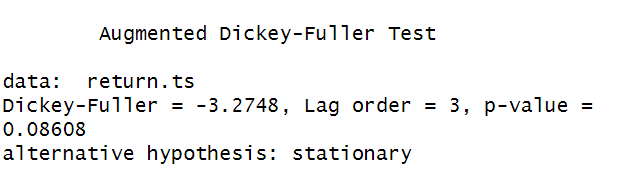 Augmented Dickey-Fuller Test
data:  return.ts
Dickey-Fuller = -3.2748, Lag order = 3, p-value =
0.08608
alternative hypothesis: stationary